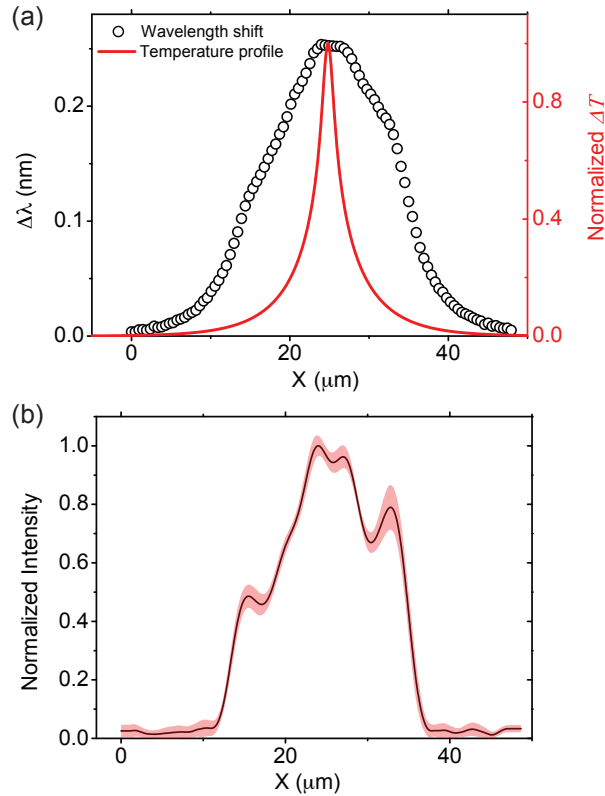 (a)
Wavelength shift
Temperature profile
Δλ (nm)
0.2
0.1
0.0
Normalized ΔT
0.8
0.4
0.0
0
20
40
X (μm)
(b)
Normalized Intensity
1.0
0.8
0.6
0.4
0.2
0.0
0
20
40
X (μm)